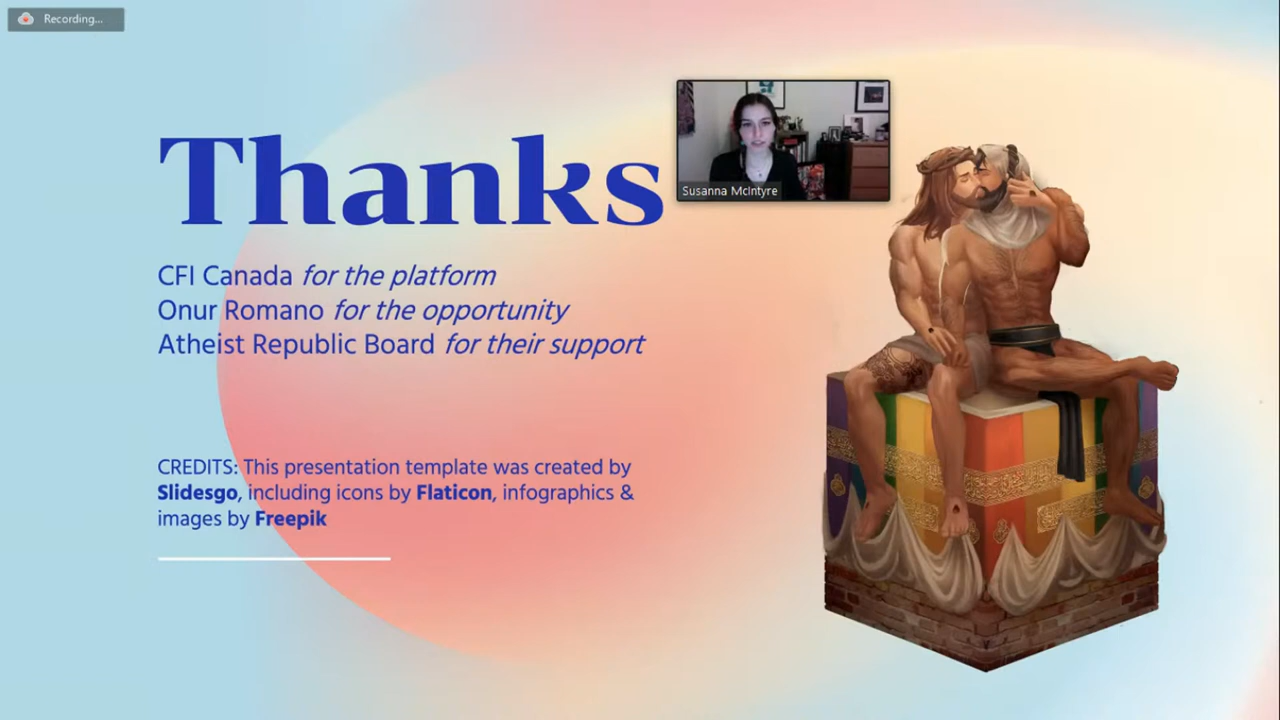 Recording...
Thanks
Susanna McIntyre
CFI Canada for the platform
Onur Romano for the opportunity
Atheist Republic Board for their support
CREDITS: This presentation template was created by
Slidesgo, including icons by Flaticon, infographics &
images by Freepik